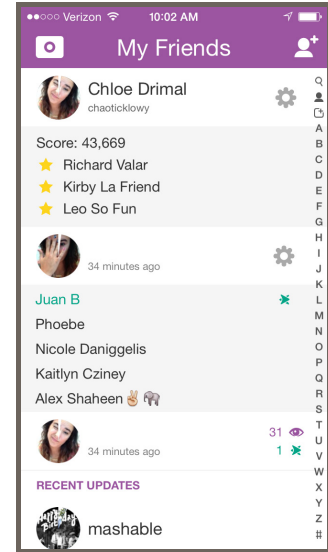 Verizon 10:02 AM
My Friends
Chloe Drimal
chaoticklowy
Score: 43,669
Richard Valar
Kirby La Friend
Leo So Fun
34 minutes ago
Juan B
Phoebe
Nicole Daniggelis
Kaitlyn Cziney
Alex Shaheen✌🏼🐘
31
34 minutes ago
1
RECENT UPDATES
mashable
A
B
C
D
E
F
G
H
I
J
K
L
M
N
O
P
Q
R
S
T
U
V
W
X
Y
Z
#